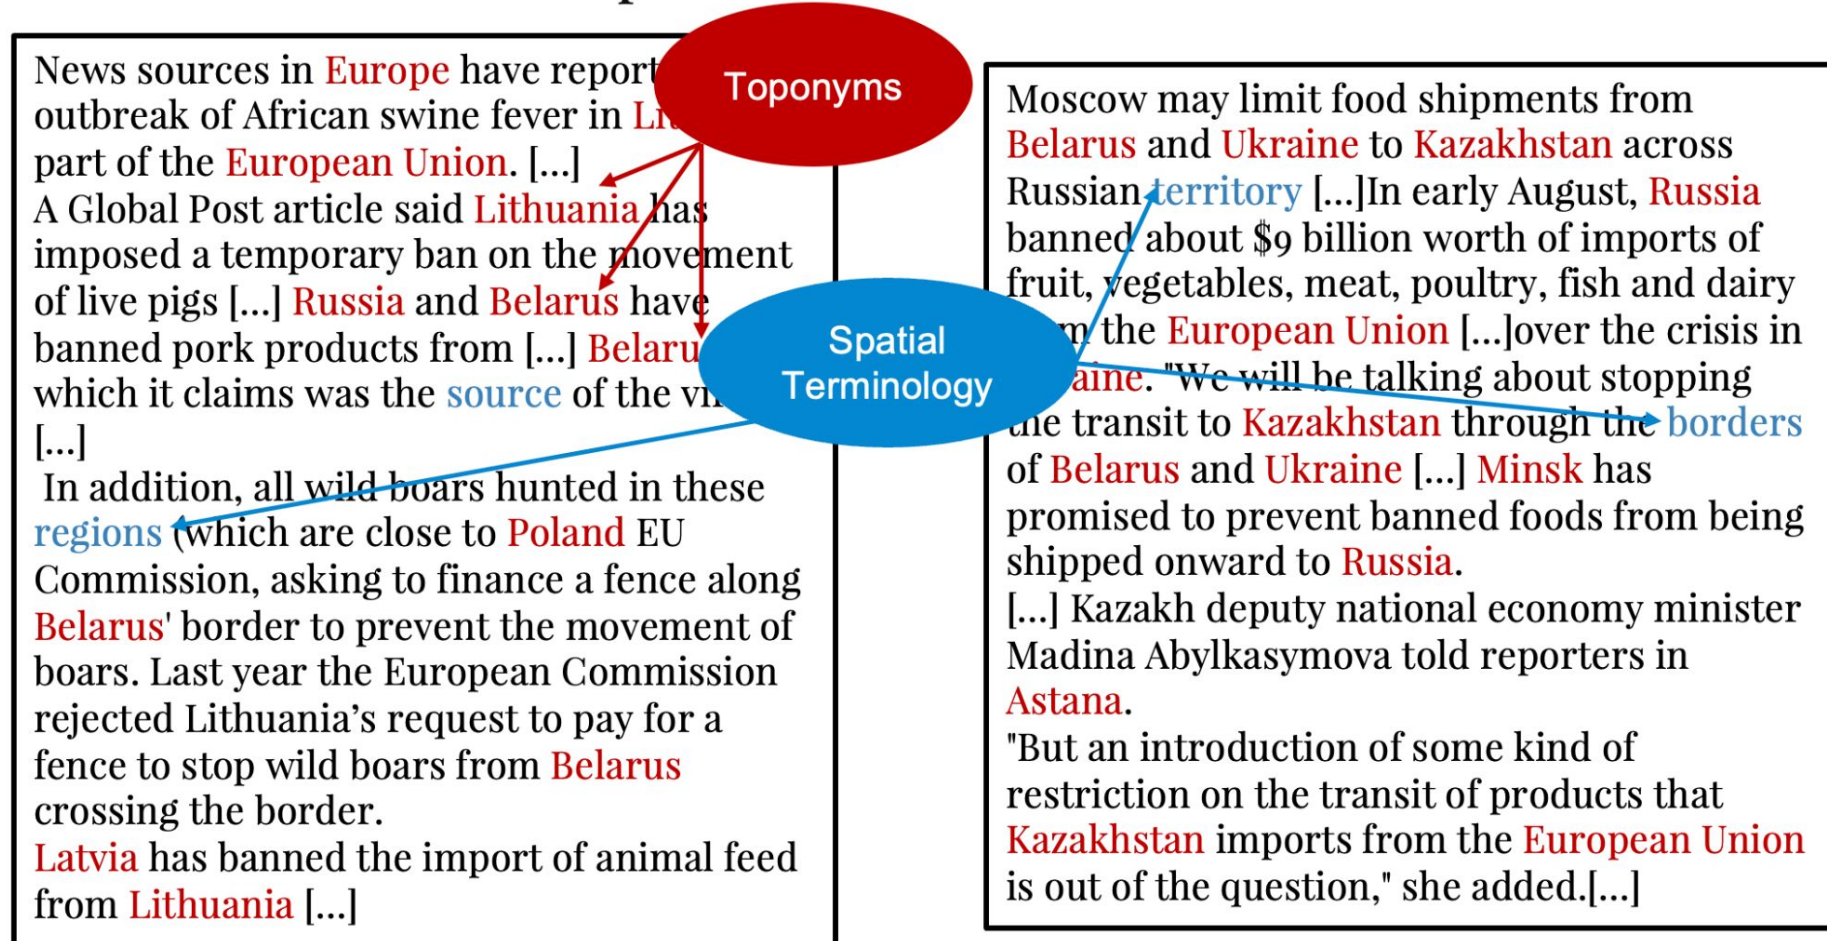 News sources in Europe have report
outbreak of African swine fever in
part of the European Union. [...]
A Global Post article said Lithuania has
imposed a temporary ban on the movement
of live pigs [...] Russia and Belarus have
banned pork products from [...] Belaru
which it claims was the source of the
[...]
In addition, all wild boars hunted in these
regions (which are close to Poland EU
Commission, asking to finance a fence along
Belarus' border to prevent the movement of
boars. Last year the European Commission
rejected Lithuania’s request to pay for a
fence to stop wild boars from Belarus
crossing the border.
Latvia has banned the import of animal feed
from Lithuania [...]
Toponyms
Spatial
Terminology
Moscow may limit food shipments from
Belarus and Ukraine to Kazakhstan across
Russian territory [...]In early August, Russia
banned about $9 billion worth of imports of
fruit, vegetables, meat, poultry, fish and dairy
the European Union [...]over the crisis in
aine. "We will be talking about stopping
the transit to Kazakhstan through the borders
of Belarus and Ukraine [...] Minsk has
promised to prevent banned foods from being
shipped onward to Russia.
[...] Kazakh deputy national economy minister
Madina Abylkasymova told reporters in
Astana.
"But an introduction of some kind of
restriction on the transit of products that
Kazakhstan imports from the European Union
is out of the question," she added.[...]